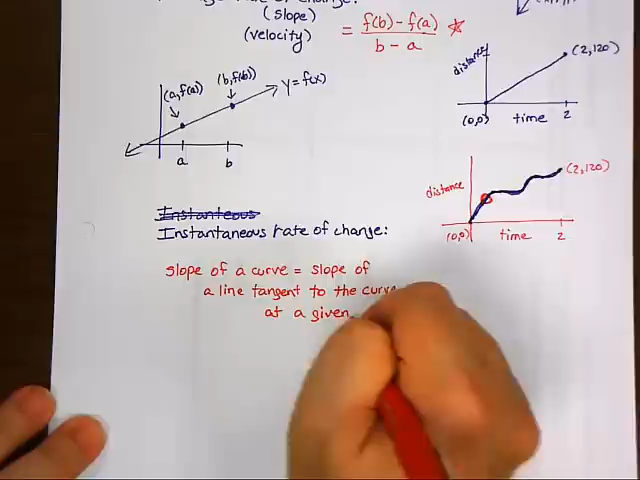 (slope)
(velocity)
= f(b) - f(a) / b - a
(a, f(a))
(b, f(b))
y = f(x)
a
b
distance
(2, 120)
(0,0)
time
2
distance
(2, 120)
(0,0)
time
2
Instanteous
Instantaneous rate of change:
slope of a curve = slope of
a line tangent to the curve
at a given